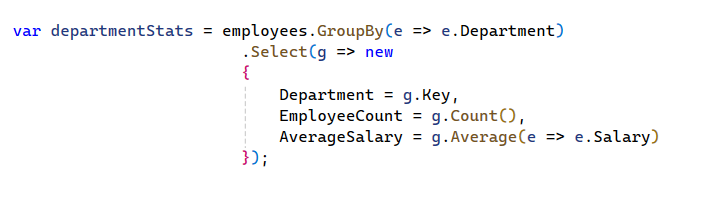 var departmentStats = employees.GroupBy(e => e.Department)
                         .Select(g => new
                         {
                             Department = g.Key,
                             EmployeeCount = g.Count(),
                             AverageSalary = g.Average(e => e.Salary)
                         });